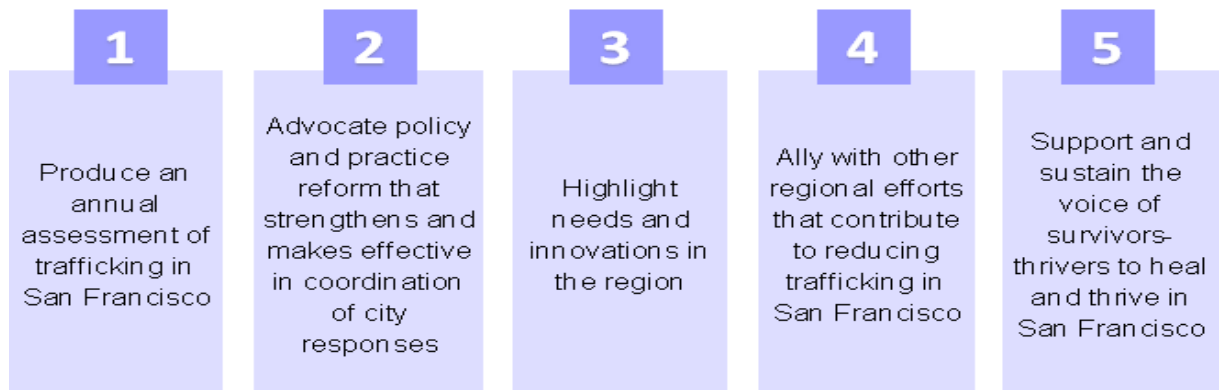 1
Produce an
annual
assessment of
trafficking in
San Francisco
2
Advocate policy
and practice
reform that
strengthens and
makes effective
in coordination
of city
responses
3
Highlight
needs and
innovations in
the region
4
Ally with other
regional efforts
that contribute
to reducing
trafficking in
San Francisco
5
Support and
sustain the
voice of
survivors-
thrivers to heal
and thrive in
San Francisco